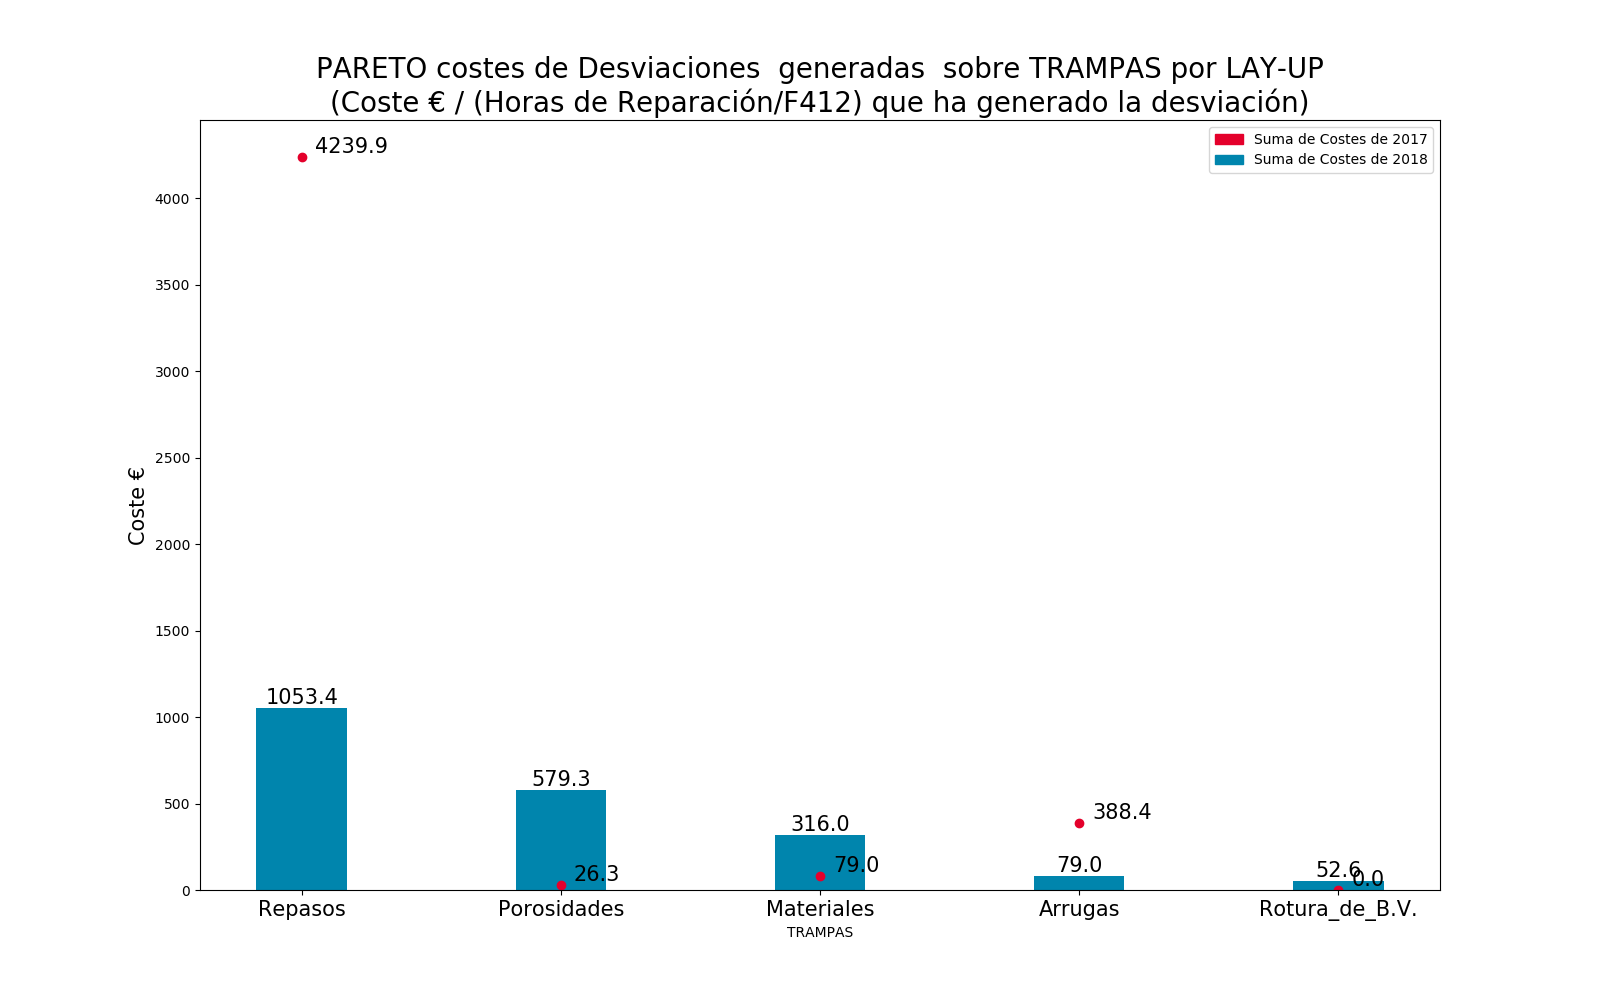 PARETO costes de Desviaciones  generadas  sobre TRAMPAS por LAY-UP
(Coste € / (Horas de Reparación/F412) que ha generado la desviación)
Suma de Costes de 2017
Suma de Costes de 2018
Coste €
4000
3500
3000
2500
2000
1500
1000
500
0
4239.9
1053.4
579.3
26.3
316.0
79.0
388.4
79.0
52.6
0.0
Repasos
Porosidades
Materiales
Arrugas
Rotura_de_B.V.
TRAMPAS